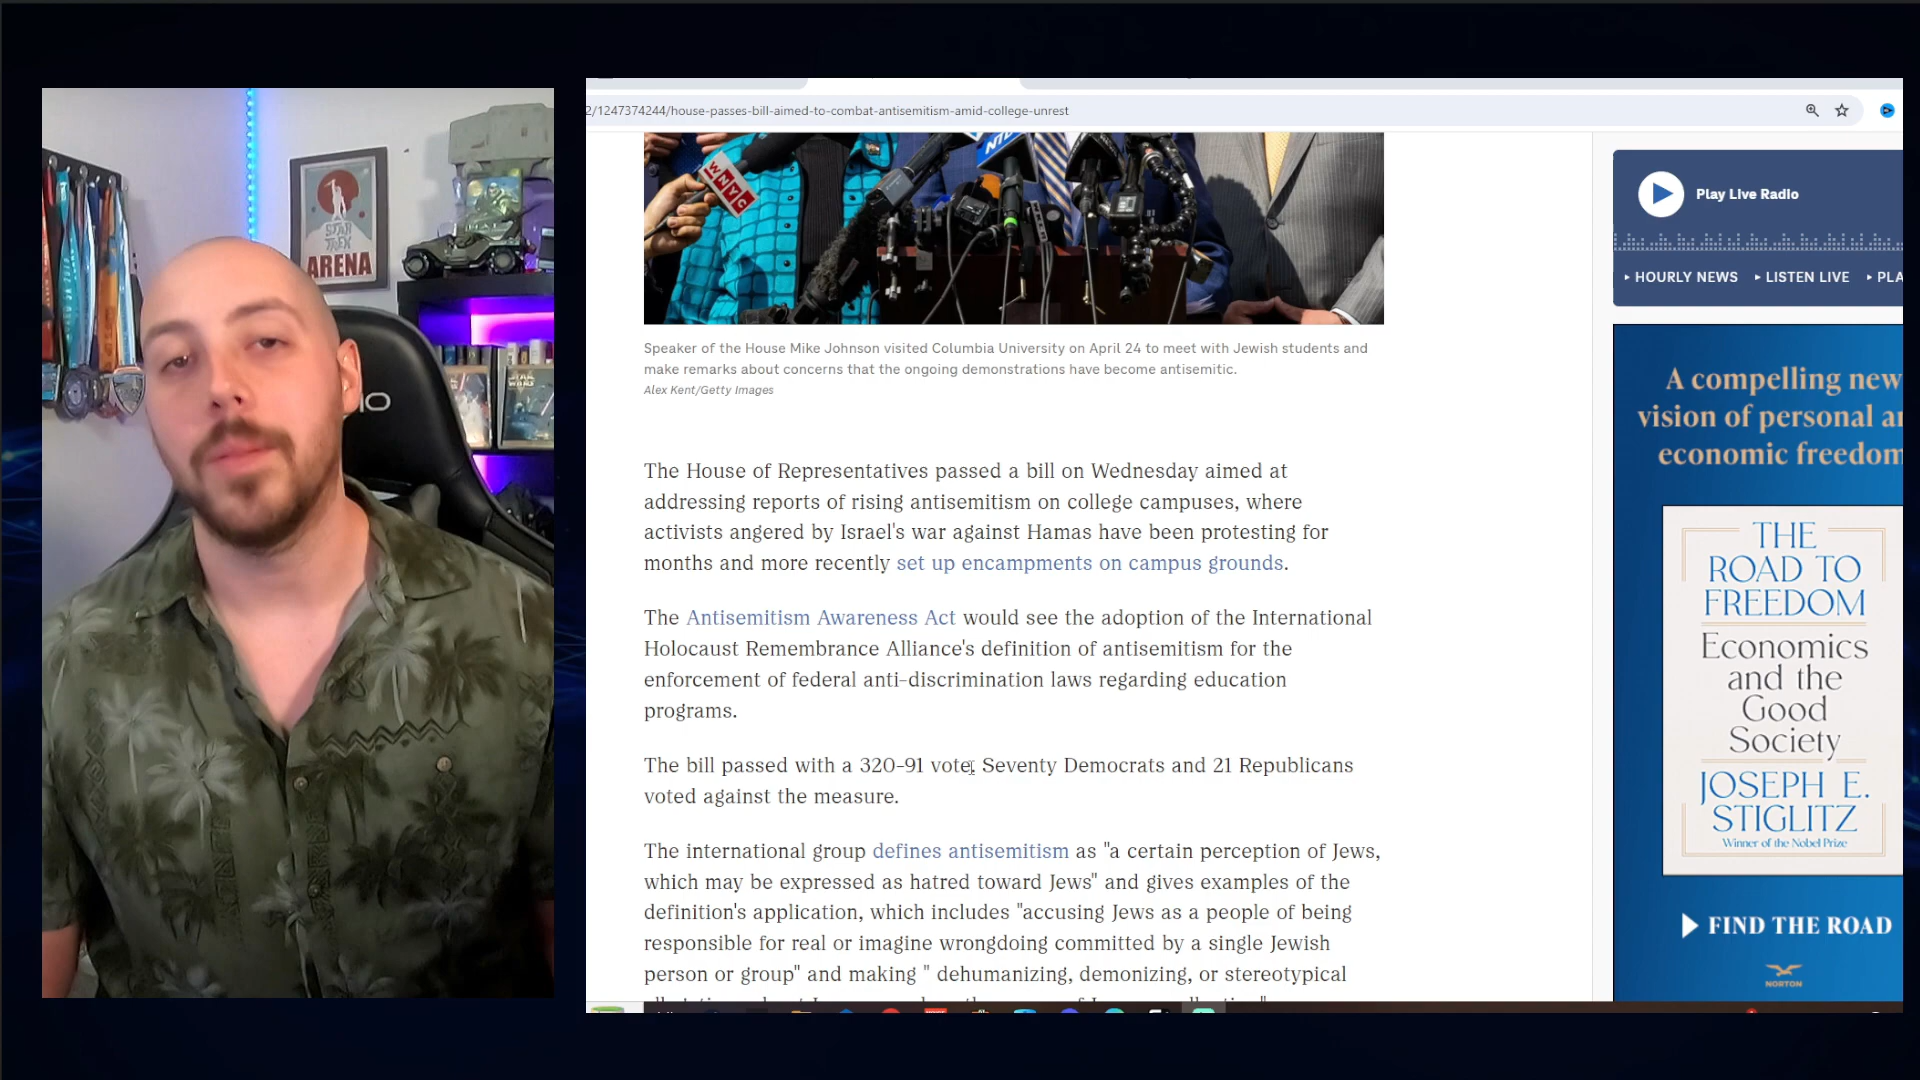 2/1247374244/house-passes-bill-aimed-to-combat-antisemitism-amid-college-unrest
STAR
TREK
ARENA
IO
STAR
WARS
WNYC
NTD
Speaker of the House Mike Johnson visited Columbia University on April 24 to meet with Jewish students and
make remarks about concerns that the ongoing demonstrations have become antisemitic.
Alex Kent/Getty Images
The House of Representatives passed a bill on Wednesday aimed at
addressing reports of rising antisemitism on college campuses, where
activists angered by Israel's war against Hamas have been protesting for
months and more recently set up encampments on campus grounds.
The Antisemitism Awareness Act would see the adoption of the International
Holocaust Remembrance Alliance's definition of antisemitism for the
enforcement of federal anti-discrimination laws regarding education
programs.
The bill passed with a 320-91 vote. Seventy Democrats and 21 Republicans
voted against the measure.
The international group defines antisemitism as "a certain perception of Jews,
which may be expressed as hatred toward Jews" and gives examples of the
definition's application, which includes "accusing Jews as a people of being
responsible for real or imagine wrongdoing committed by a single Jewish
person or group" and making " dehumanizing, demonizing, or stereotypical
Play Live Radio
HOURLY NEWS
LISTEN LIVE
PLA
A compelling new
vision of personal an
economic freedom
THE
ROAD TO
FREEDOM
Economics
and the
Good
Society
JOSEPH E.
STIGLITZ
Winner of the Nobel Prize
FIND THE ROAD
NORTON